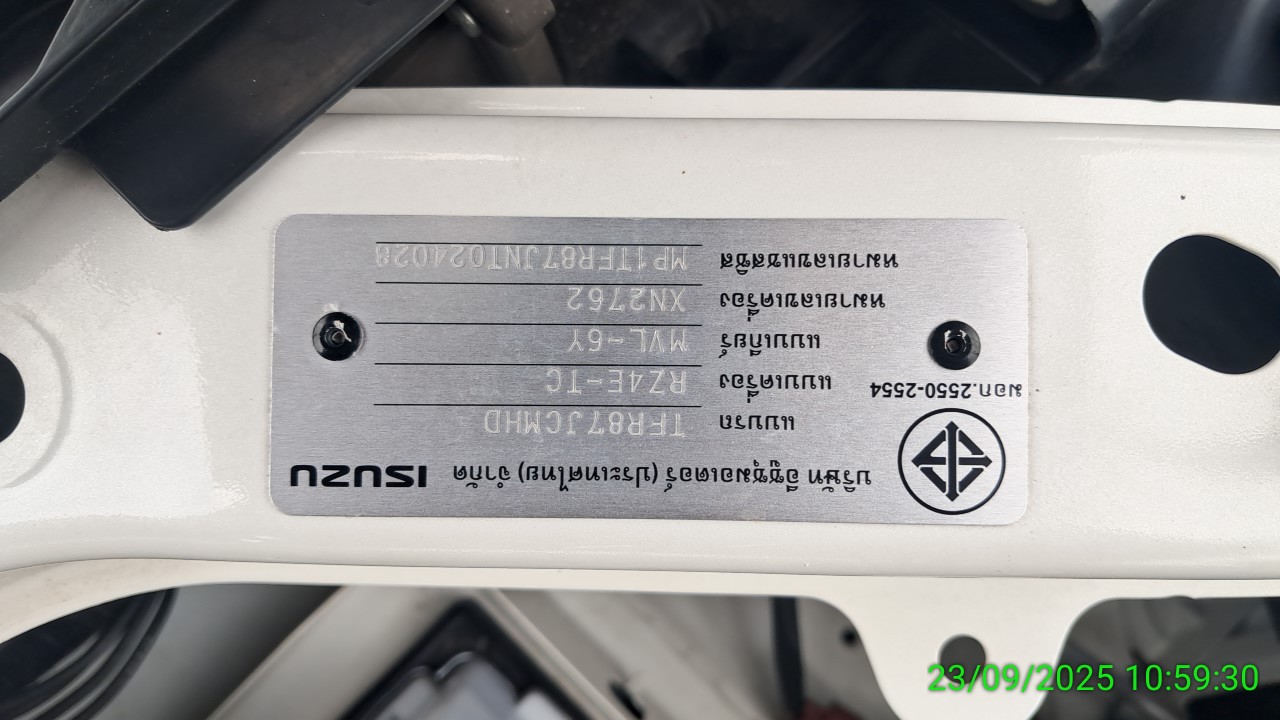 บริษัท อีซูซุมอเตอร์ (ประเทศไทย) จำกัด ISUZU
แบบรถ TFR87JCMHD
แบบเครื่อง RZ4E-TC
แบบเกียร์ MVL-6Y
หมายเลขเครื่อง XN2762
หมายเลขแชสซีส MP1TFR87JNT024028
มอก.2550-2554
23/09/2025 10:59:30